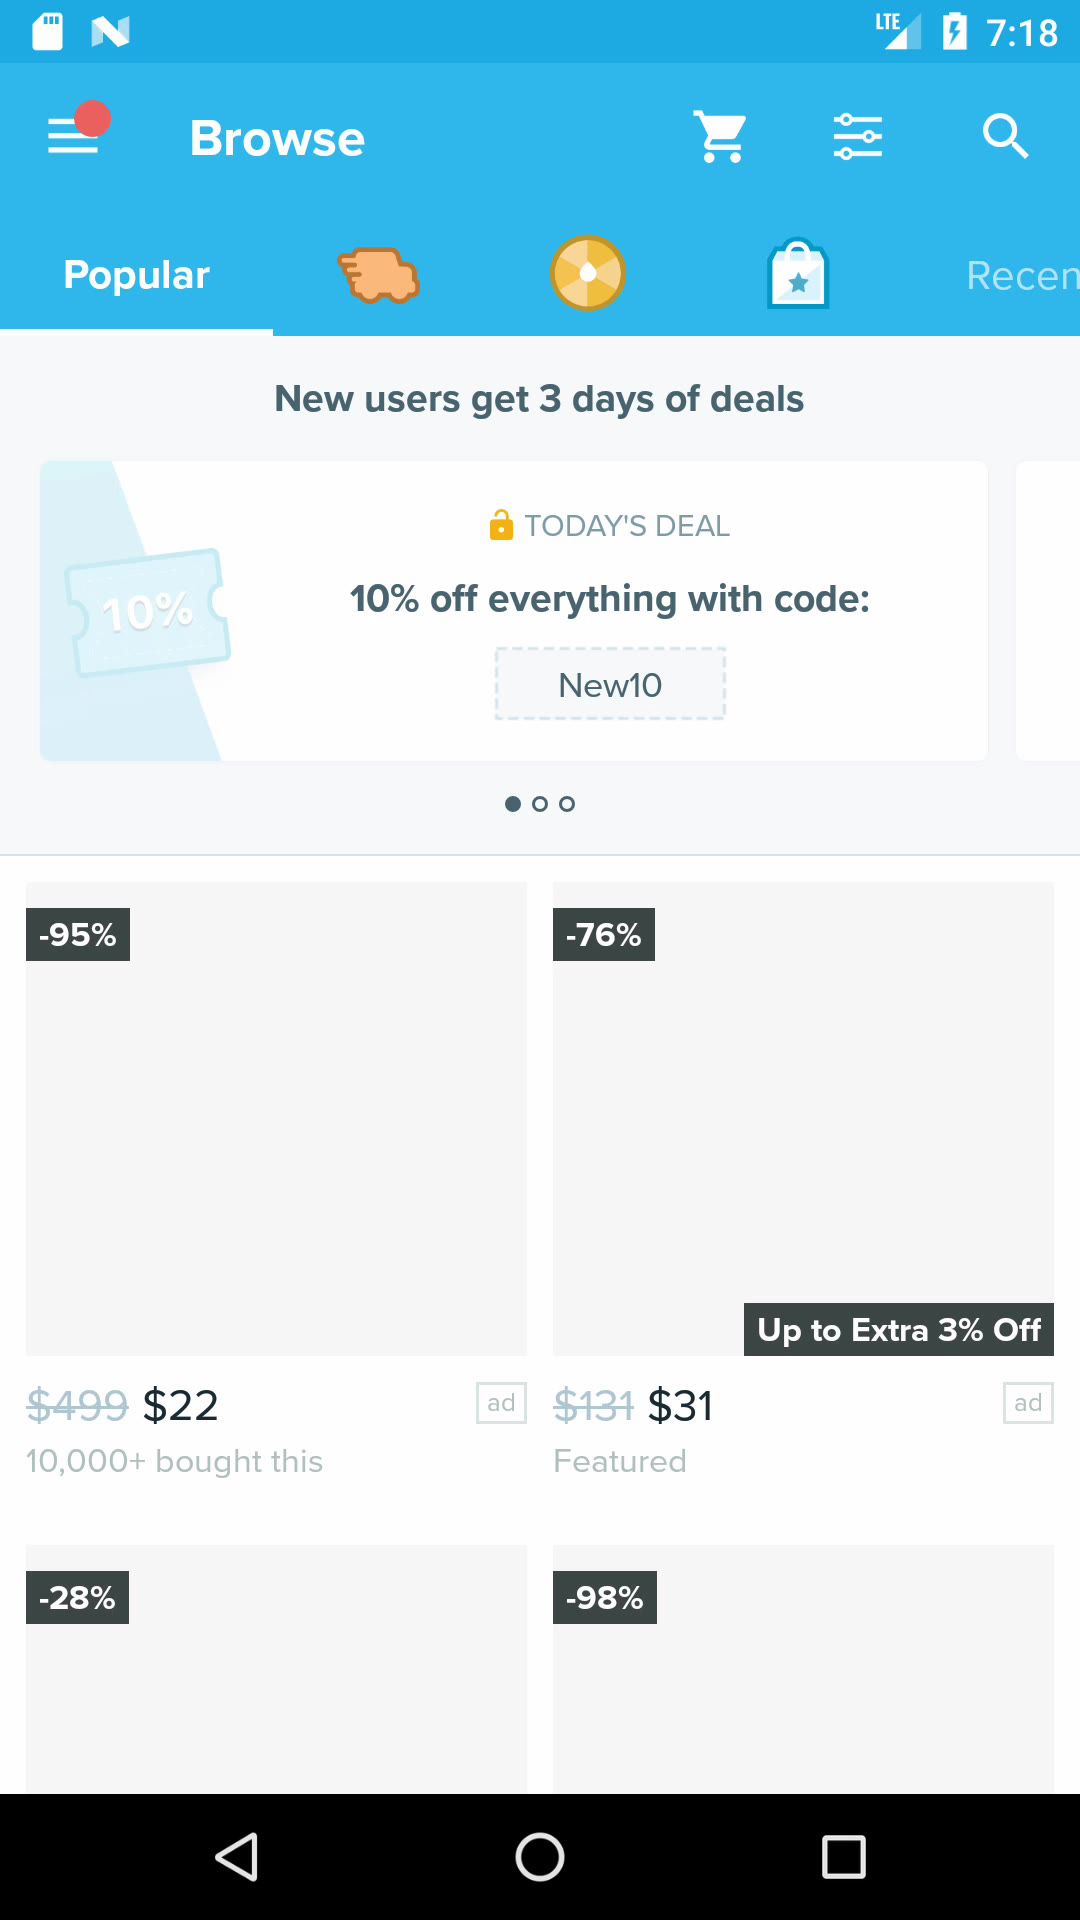 LTE 7:18
Browse
Popular
Recen
New users get 3 days of deals
TODAY'S DEAL
10% off everything with code:
10%
New10
-95%
-76%
Up to Extra 3% Off
$499 $22 ad
$131 $31 ad
10,000+ bought this
Featured
-28%
-98%